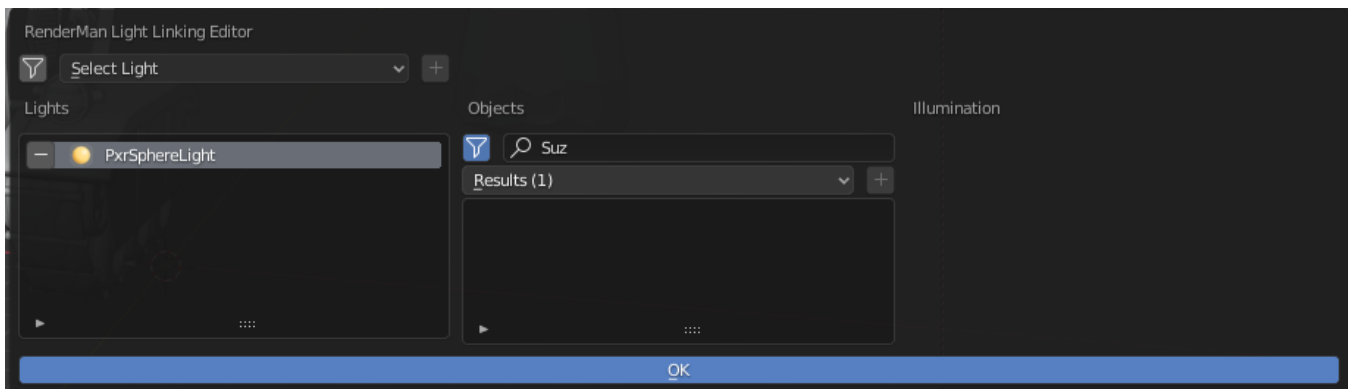 RenderMan Light Linking Editor
Select Light
Lights
Objects
Illumination
PxrSphereLight
Suz
Results (1)
OK